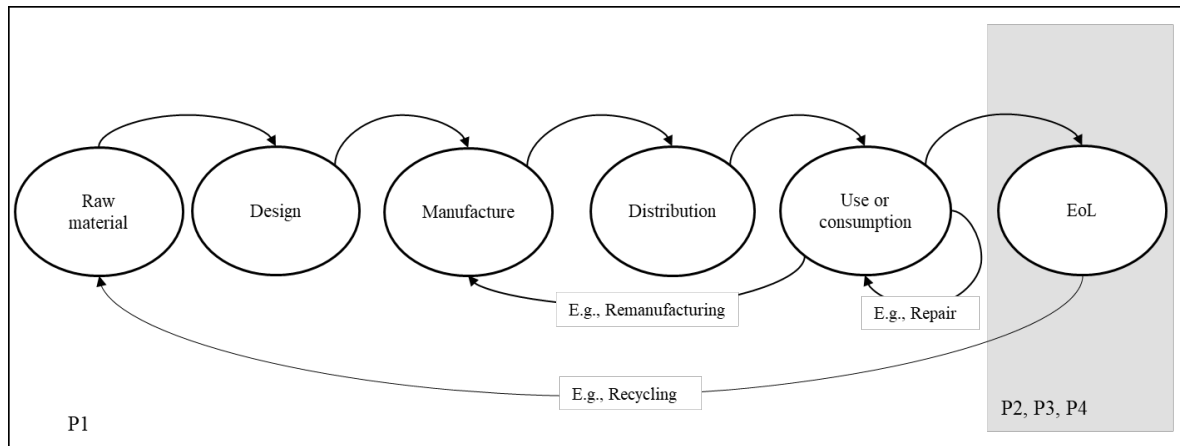 Raw
material
Design
Manufacture
Distribution
Use or
consumption
EoL
E.g., Remanufacturing
E.g., Repair
E.g., Recycling
P1
P2, P3, P4